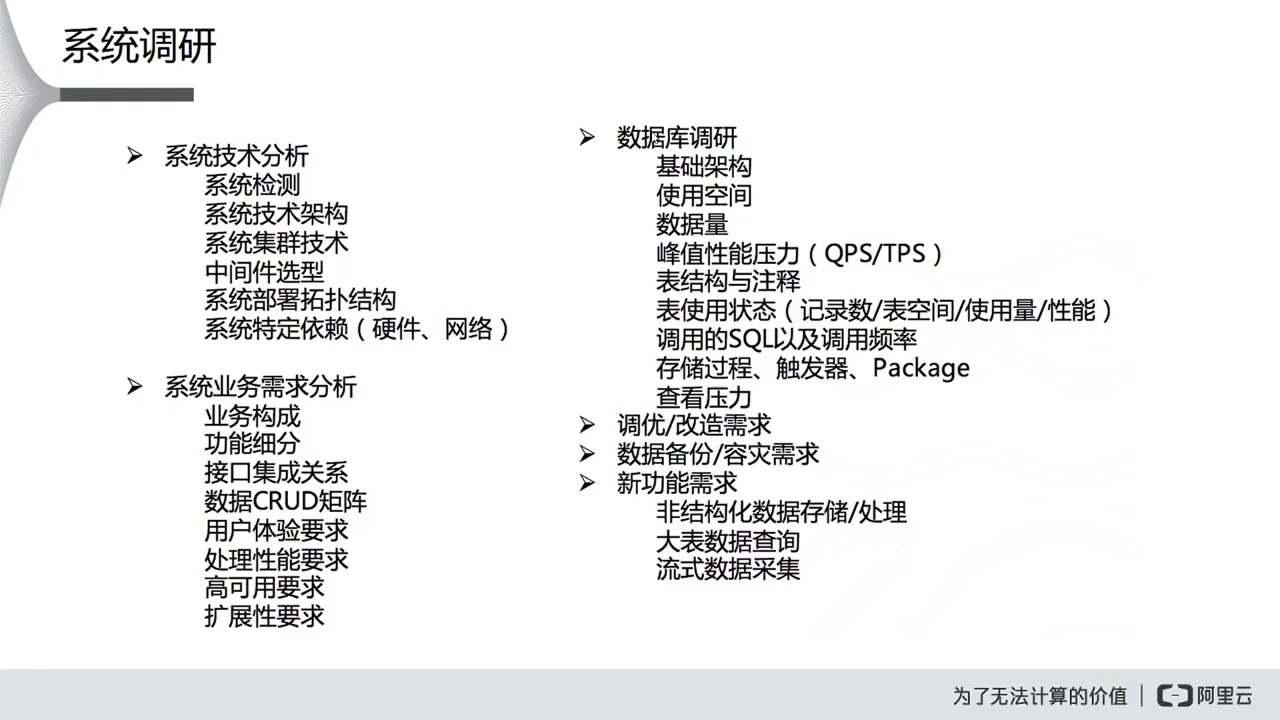 系统调研
➢ 系统技术分析
系统检测
系统技术架构
系统集群技术
中间件选型
系统部署拓扑结构
系统特定依赖（硬件、网络）
➢ 系统业务需求分析
业务构成
功能细分
接口集成关系
数据CRUD矩阵
用户体验要求
处理性能要求
高可用要求
扩展性要求
➢ 数据库调研
基础架构
使用空间
数据量
峰值性能压力（QPS/TPS）
表结构与注释
表使用状态（记录数/表空间/使用量/性能）
调用的SQL以及调用频率
存储过程、触发器、Package
查看压力
➢ 调优/改造需求
➢ 数据备份/容灾需求
➢ 新功能需求
非结构化数据存储/处理
大表数据查询
流式数据采集
为了无法计算的价值 | 阿里云